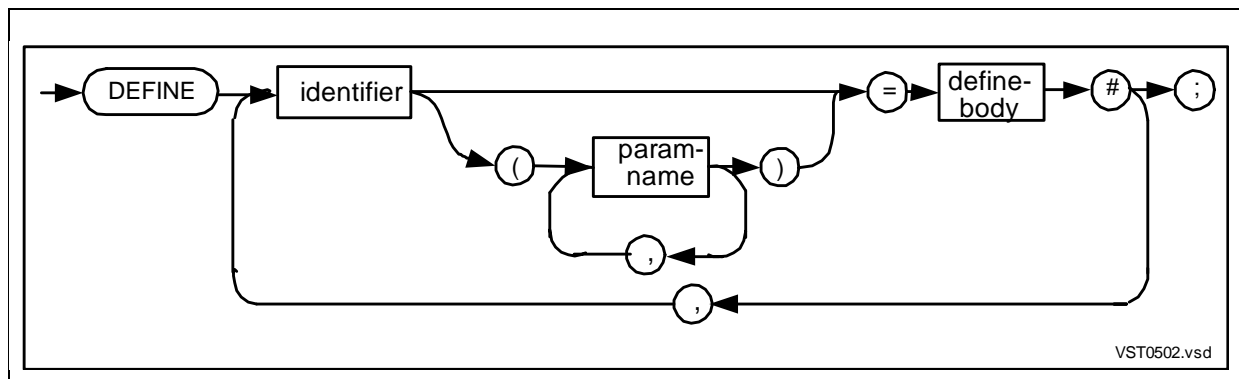 DEFINE identifier = define-
body # ;
( param-
name )
,
,
VST0502.vsd